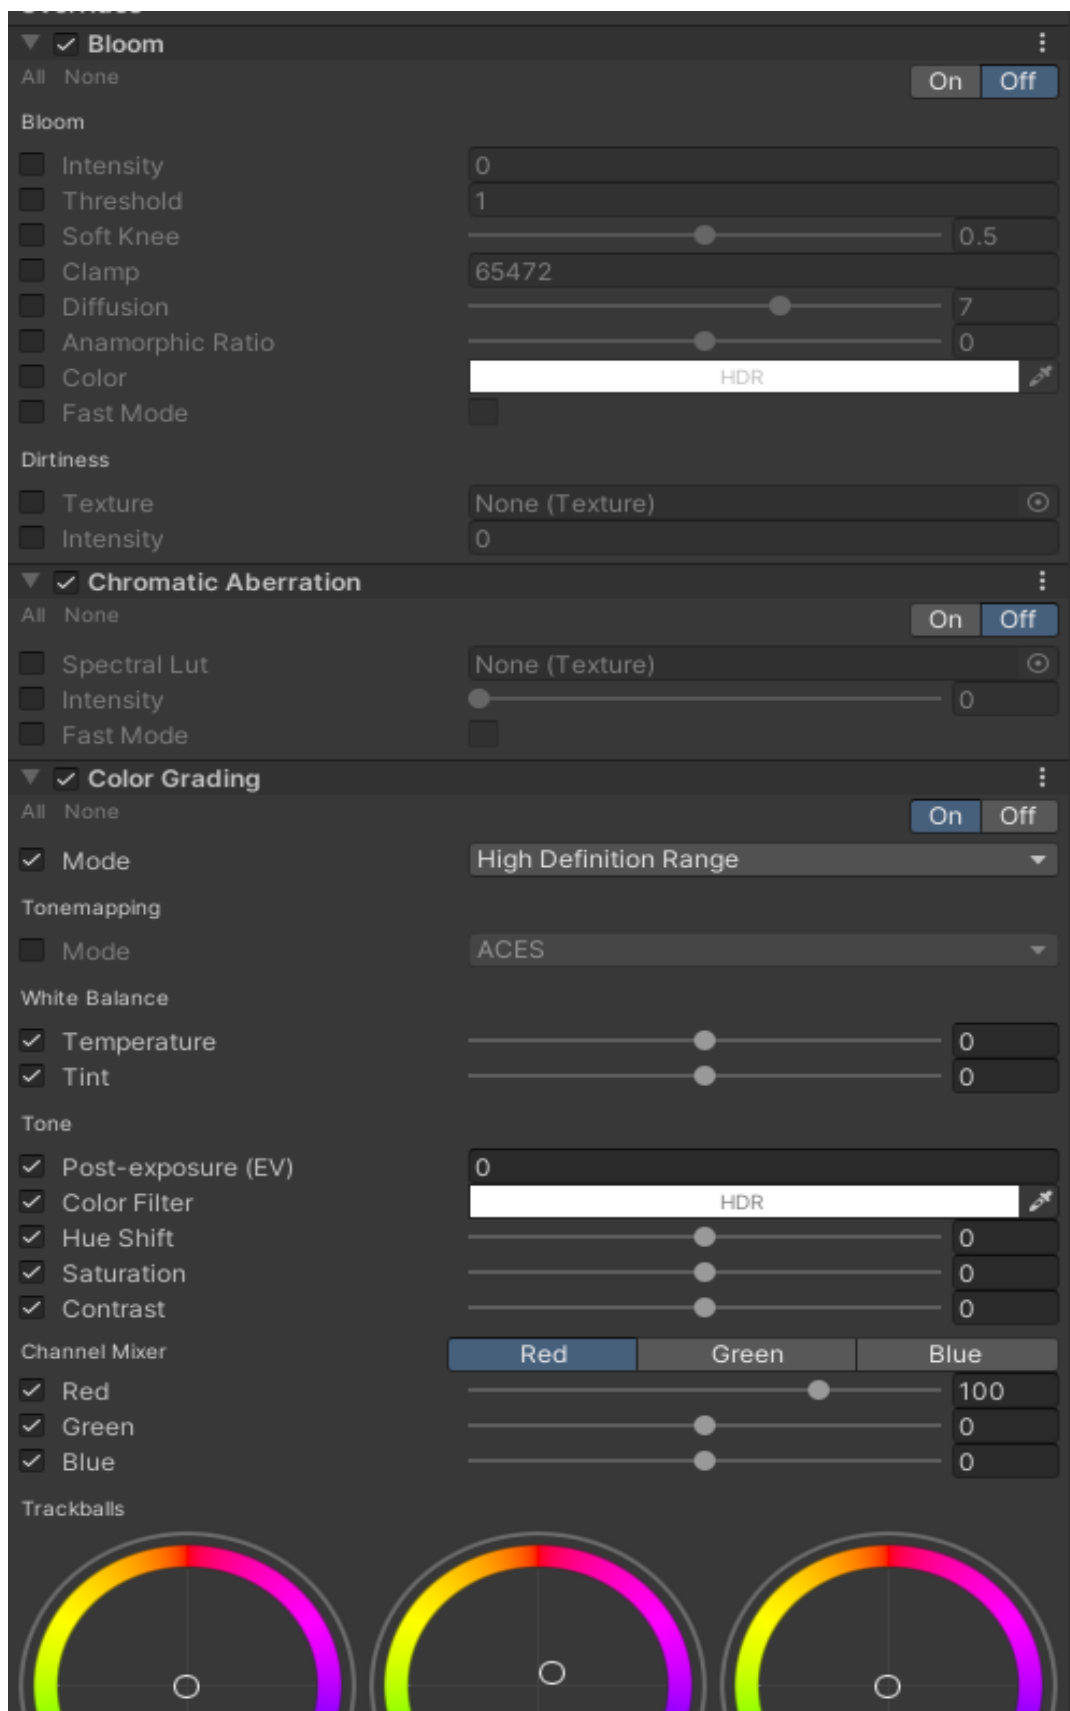 Bloom
All None
On Off
Bloom
Intensity 0
Threshold 1
Soft Knee 0.5
Clamp 65472
Diffusion 7
Anamorphic Ratio 0
Color HDR
Fast Mode
Dirtiness
Texture None (Texture)
Intensity 0
Chromatic Aberration
All None
On Off
Spectral Lut None (Texture)
Intensity 0
Fast Mode
Color Grading
All None
On Off
Mode High Definition Range
Tonemapping
Mode ACES
White Balance
Temperature 0
Tint 0
Tone
Post-exposure (EV) 0
Color Filter HDR
Hue Shift 0
Saturation 0
Contrast 0
Channel Mixer Red Green Blue
Red 100
Green 0
Blue 0
Trackballs